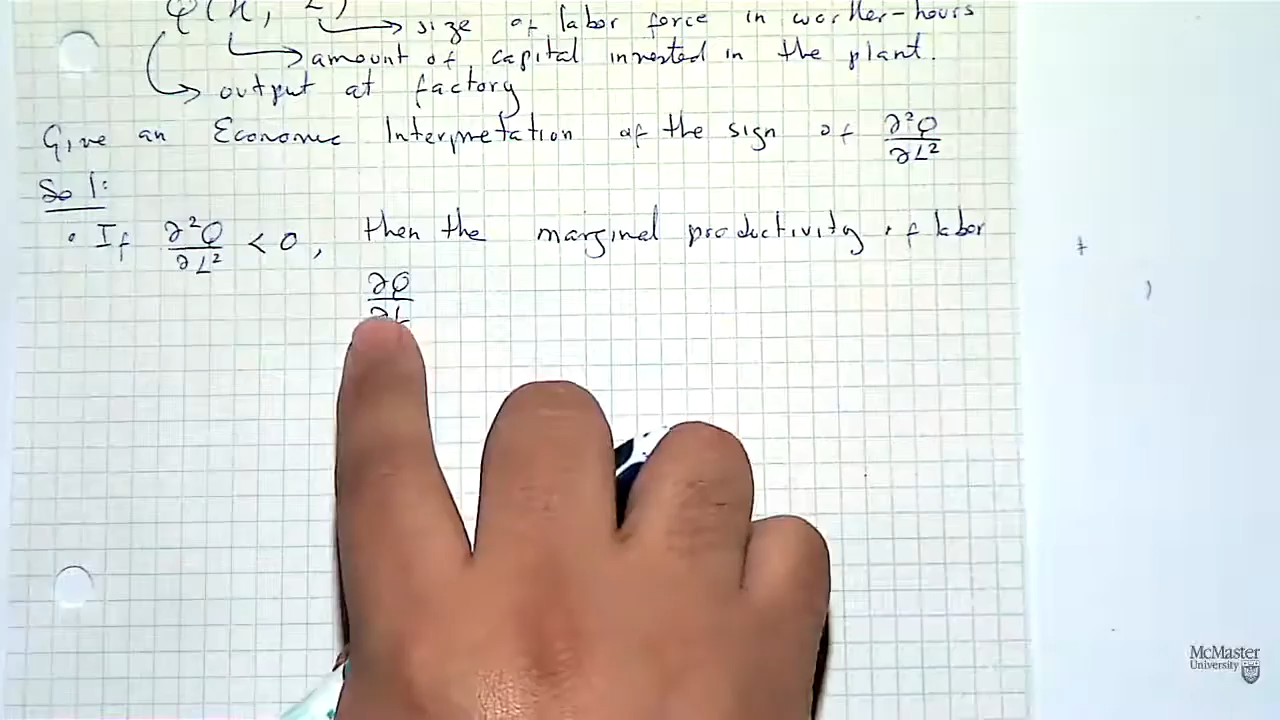 Q(K, L) → size of labor force in worker-hours
→ amount of capital invested in the plant.
→ output at factory
Give an Economic Interpretation of the sign of ∂²Q/∂L²
Sol:
• If ∂²Q/∂L² < 0, then the marginal productivity of labor
∂Q/∂L
McMaster
University